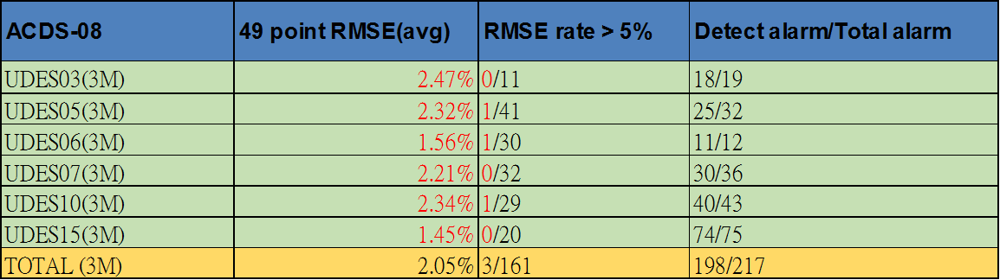 ACDS-08 49 point RMSE(avg) RMSE rate > 5% Detect alarm/Total alarm
UDES03(3M) 2.47% 0/11 18/19
UDES05(3M) 2.32% 1/41 25/32
UDES06(3M) 1.56% 1/30 11/12
UDES07(3M) 2.21% 0/32 30/36
UDES10(3M) 2.34% 1/29 40/43
UDES15(3M) 1.45% 0/20 74/75
TOTAL (3M) 2.05% 3/161 198/217